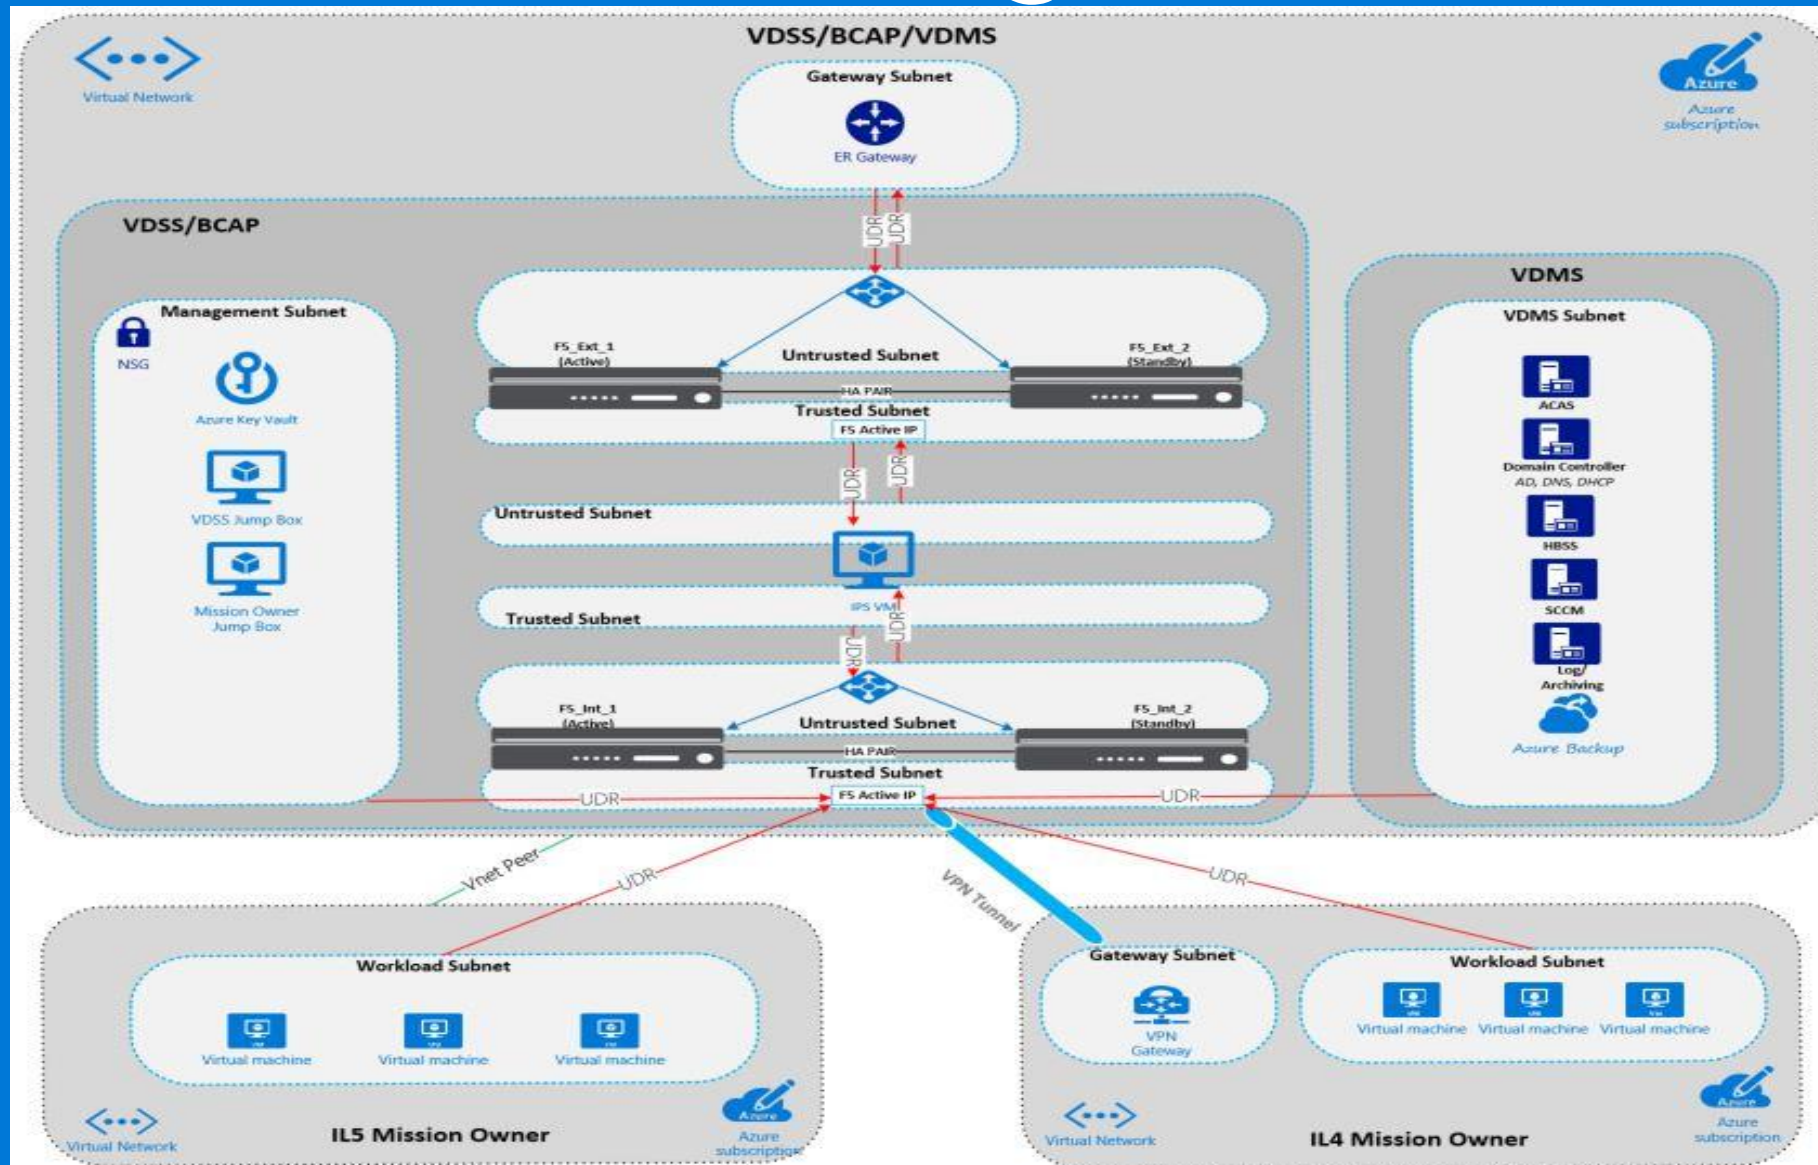 VDSS/BCAP/VDMS
Virtual Network
Gateway Subnet
ER Gateway
Azure
Azure
subscription
VDSS/BCAP
UDR
UDR
Management Subnet
NSG
Azure Key Vault
VDSS Jump Box
Mission Owner
Jump Box
F5_Ext_1
(Active)
Untrusted Subnet
F5_Ext_2
(Standby)
HA PAIR
Trusted Subnet
F5 Active IP
UDR
UDR
Untrusted Subnet
IPS VM
Trusted Subnet
UDR
UDR
F5_Int_1
(Active)
Untrusted Subnet
F5_Int_2
(Standby)
HA PAIR
Trusted Subnet
F5 Active IP
UDR
UDR
VDMS
VDMS Subnet
ACAS
Domain Controller
AD, DNS, DHCP
HBSS
SCCM
Log/
Archiving
Azure Backup
Vnet Peer
UDR
VPN Tunnel
UDR
Workload Subnet
Virtual machine
Virtual machine
Virtual machine
Virtual Network
IL5 Mission Owner
Azure
Azure
subscription
Gateway Subnet
VPN
Gateway
Workload Subnet
Virtual machine
Virtual machine
Virtual machine
Virtual Network
IL4 Mission Owner
Azure
Azure
subscription